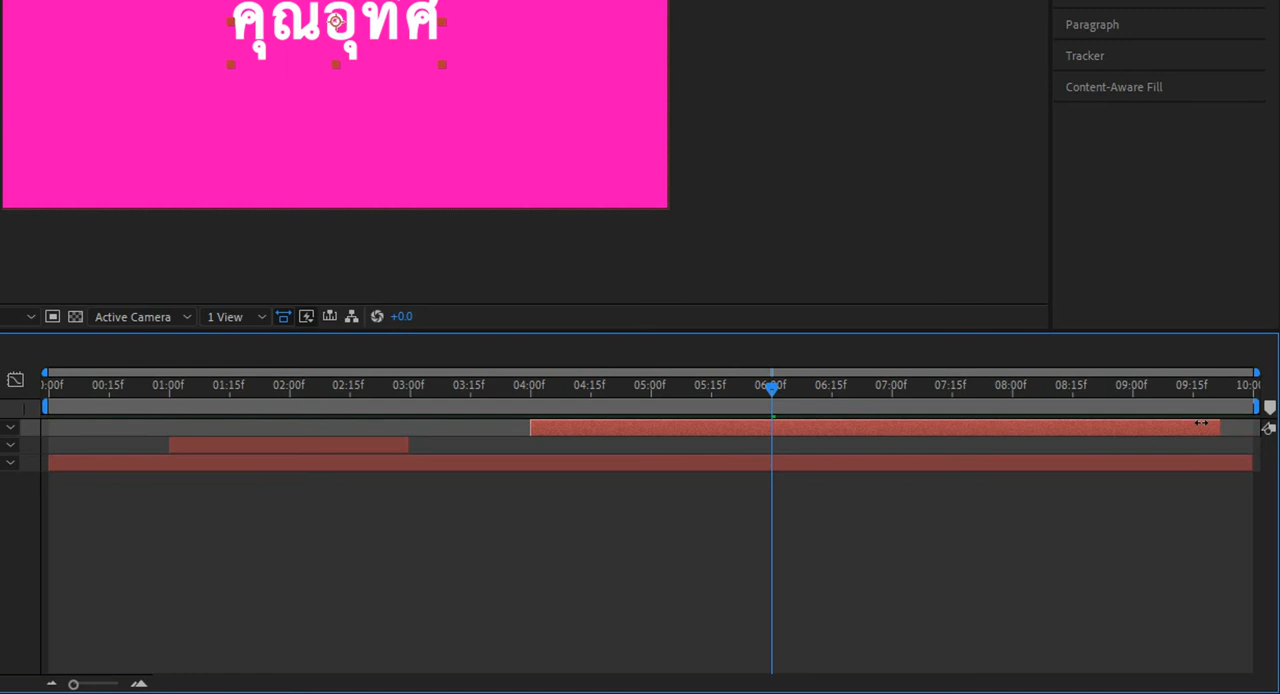 คุณอุทิศ
Paragraph
Tracker
Content-Aware Fill
Active Camera
1 View
+0.0
:00f 00:15f 01:00f 01:15f 02:00f 02:15f 03:00f 03:15f 04:00f 04:15f 05:00f 05:15f 06:00f 06:15f 07:00f 07:15f 08:00f 08:15f 09:00f 09:15f 10:0